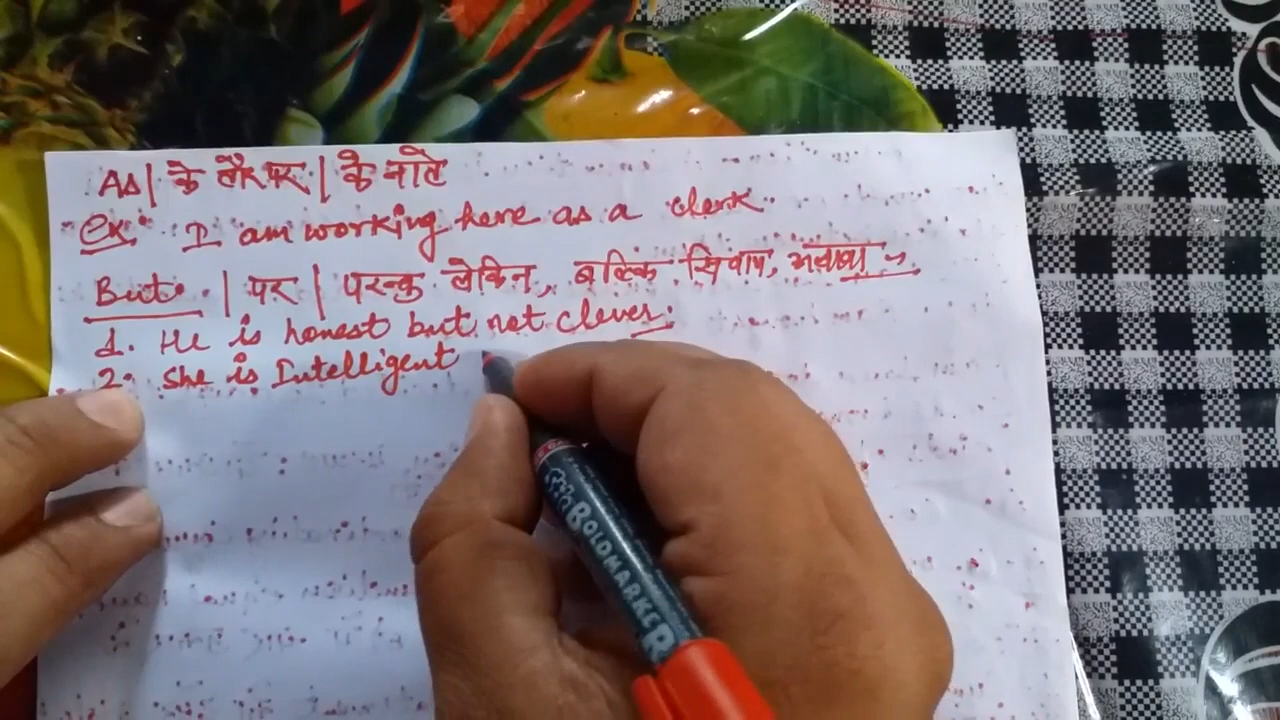 As | के तौर पर | के नाते
Ex: I am working here as a clerk.
But | पर | परन्तु लेकिन, बल्कि सिवाय, अलावा :-
1. He is honest but not clever.
2. She is Intelligent
BOLDMARKER